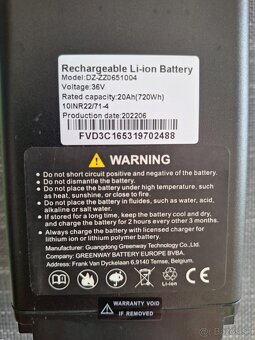 Rechargeable Li-ion Battery
Model:DZ-ZZ0651004
Voltage:36V
Rated capacity:20Ah(720Wh)
10INR22/71-4
Production date:202206
FVD3C165319702488
WARNING
Do not short circuit positive and negative of the battery.
Do not dismantle the battery.
Do not place the battery under high temperature, such as heat, sunshine, or close to fire.
Do not place the battery in fluides, such as water, acid, alkaline or salt water.
If stored for a long time, keep the battery cool and dry, and charge the battery for 2 hours every 3 months.
Always charge the battery with licensed charger for lithium ion or lithium polymer battery.
Manufacturer: Guangdong Greenway Technology Co., Ltd.
Company: GREENWAY BATTERY EUROPE BVBA.
Address: Frank Van Dyckelaan 6,9140 Temse, Belgium.
Li-ion
WARRANTY VOID
IF REMOVED